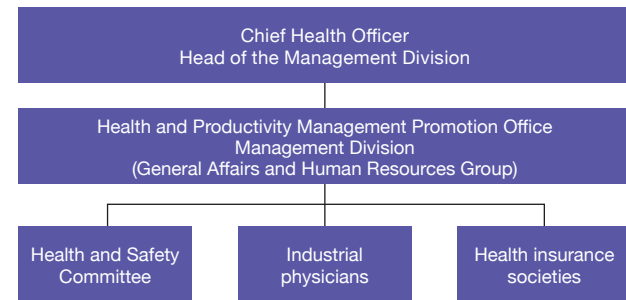 Chief Health Officer
Head of the Management Division
Health and Productivity Management Promotion Office
Management Division
(General Affairs and Human Resources Group)
Health and Safety
Committee
Industrial
physicians
Health insurance
societies